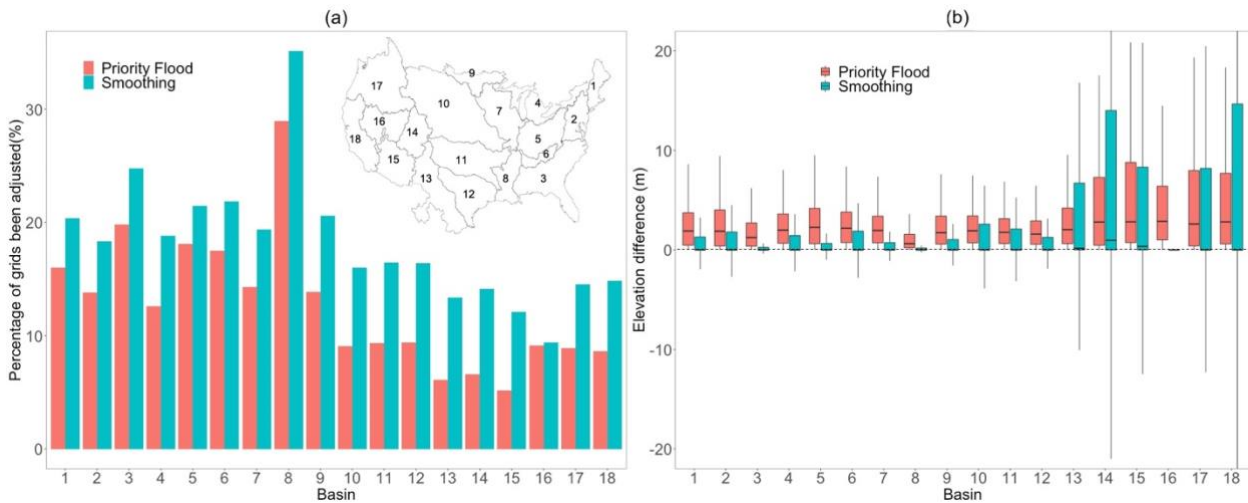 (a)
Percentage of grids been adjusted(%)
30
20
10
0
Priority Flood
Smoothing
9
1
17
10
4
7
2
16
14
5
18
6
15
11
8
3
13
12
1 2 3 4 5 6 7 8 9 10 11 12 13 14 15 16 17 18
Basin
(b)
Elevation difference (m)
20
10
0
-10
-20
Priority Flood
Smoothing
1 2 3 4 5 6 7 8 9 10 11 12 13 14 15 16 17 18
Basin